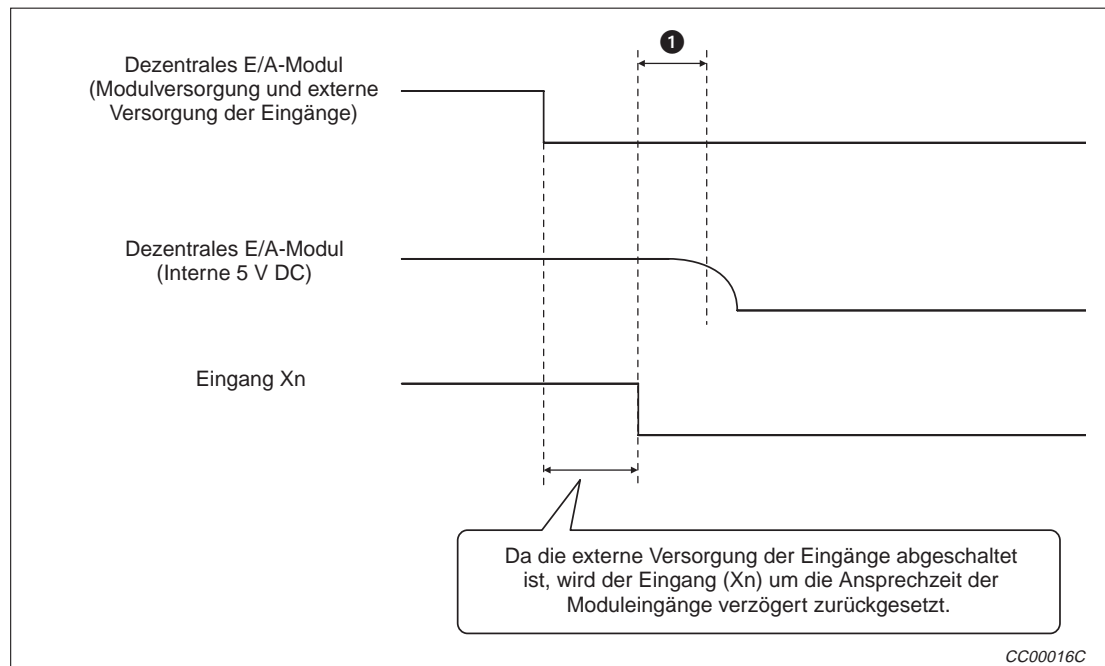 ❶
Dezentrales E/A-Modul
(Modulversorgung und externe
Versorgung der Eingänge)
Dezentrales E/A-Modul
(Interne 5 V DC)
Eingang Xn
Da die externe Versorgung der Eingänge abgeschaltet
ist, wird der Eingang (Xn) um die Ansprechzeit der
Moduleingänge verzögert zurückgesetzt.
CC00016C